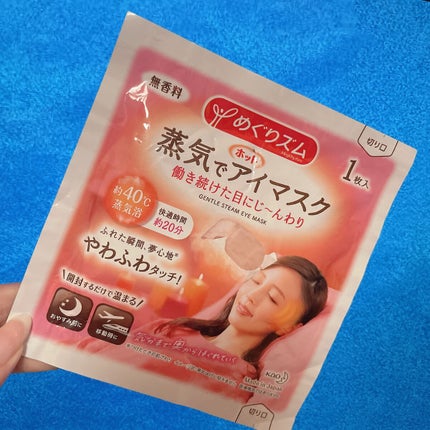 無香料
切り口
めぐりズム
1枚入
蒸気でホットアイマスク
働き続けた目にじ〜んわり
GENTLE STEAM EYE MASK
約40℃
蒸気浴
快適時間
約20分
ふれた瞬間、夢心地*
やわふわタッチ!
開封するだけで温まる!
おやすみ前に
移動時に
Kao
Made in Japan
切り口